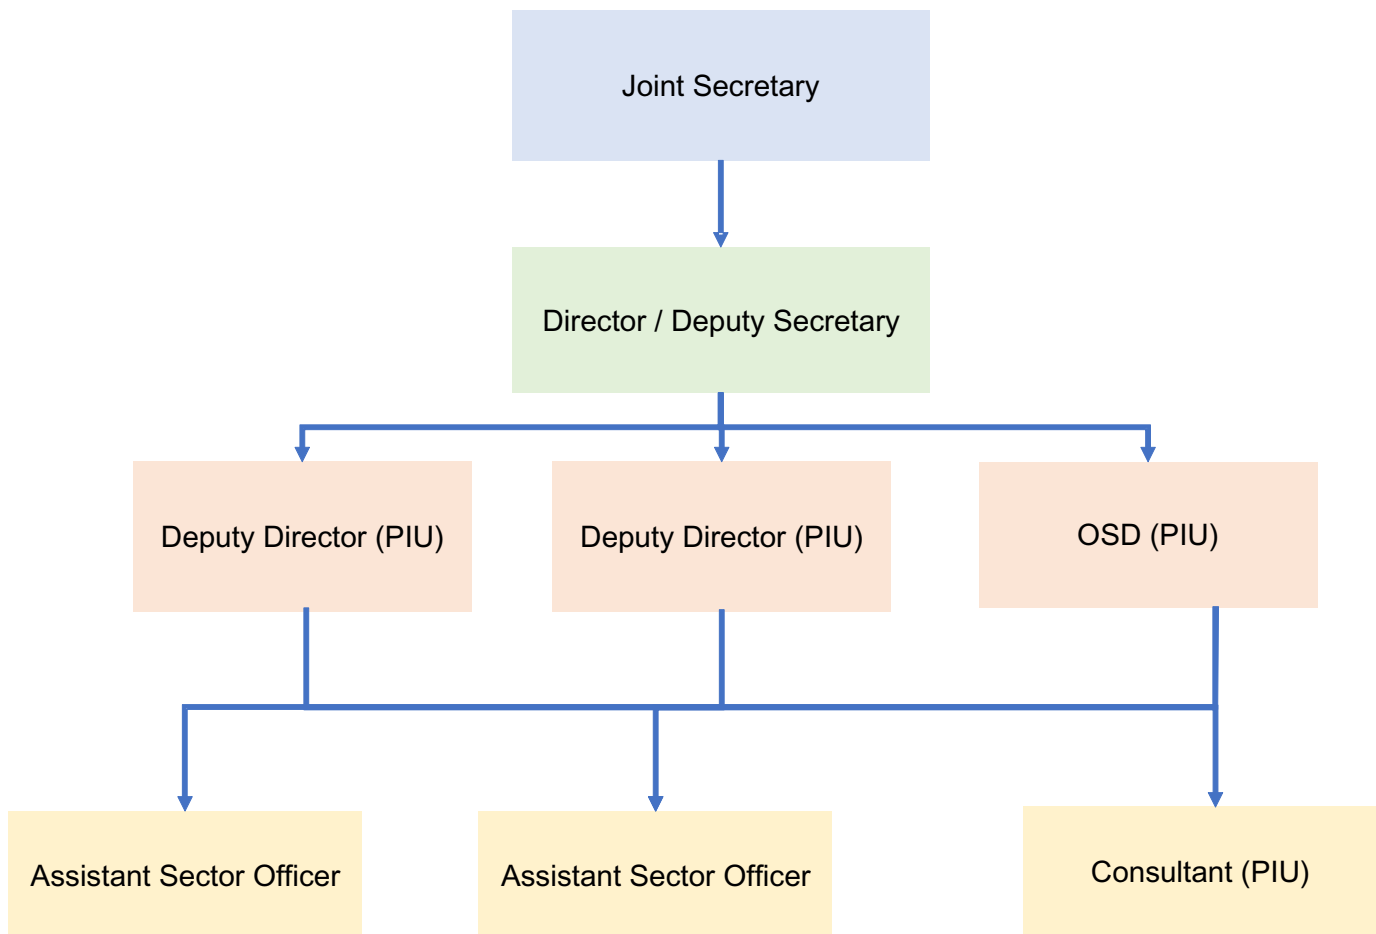 Joint Secretary
Director / Deputy Secretary
Deputy Director (PIU)
Deputy Director (PIU)
OSD (PIU)
Assistant Sector Officer
Assistant Sector Officer
Consultant (PIU)